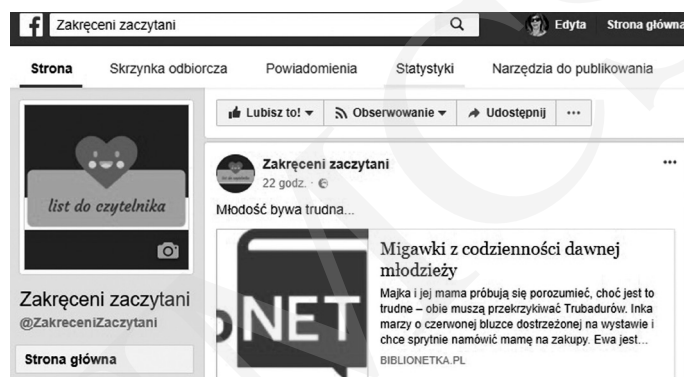 Zakręceni zaczytani
Edyta Strona główna
Strona Skrzynka odbiorcza Powiadomienia Statystyki Narzędzia do publikowania
Lubisz to! Obserwowanie Udostępnij ...
Zakręceni zaczytani ...
22 godz. ·
list do czytelnika
Młodość bywa trudna...
NET
Migawki z codzienności dawnej
młodzieży
Majka i jej mama próbują się porozumieć, choć jest to
trudne – obie muszą przekrzykiwać Trubadurów. Inka
marzy o czerwonej bluzce dostrzeżonej na wystawie i
chce sprytnie namówić mamę na zakupy. Ewa jest...
BIBLIONETKA.PL
Zakręceni zaczytani
@ZakreceniZaczytani
Strona główna